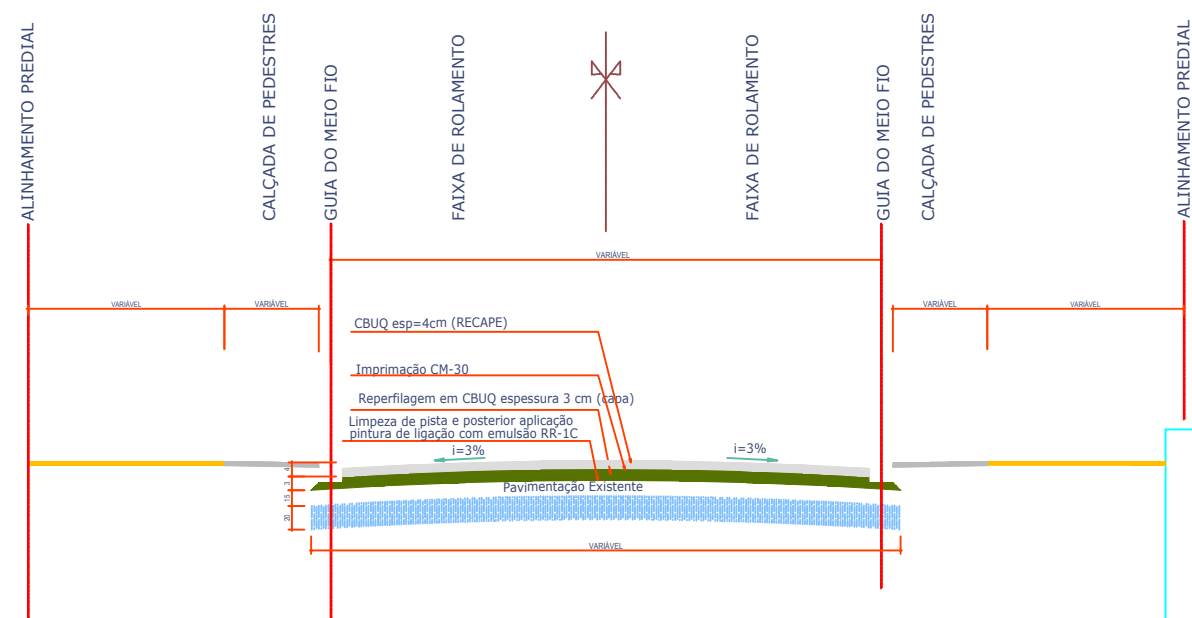 ALINHAMENTO PREDIAL
CALÇADA DE PEDESTRES
GUIA DO MEIO FIO
FAIXA DE ROLAMENTO
FAIXA DE ROLAMENTO
GUIA DO MEIO FIO
CALÇADA DE PEDESTRES
ALINHAMENTO PREDIAL
VARIÁVEL
VARIÁVEL
VARIÁVEL
VARIÁVEL
VARIÁVEL
CBUQ esp=4cm (RECAPE)
Imprimação CM-30
Reperfilagem em CBUQ espessura 3 cm (capa)
Limpeza de pista e posterior aplicação
pintura de ligação com emulsão RR-1C
i=3%
i=3%
4
3
15
20
Pavimentação Existente
VARIÁVEL